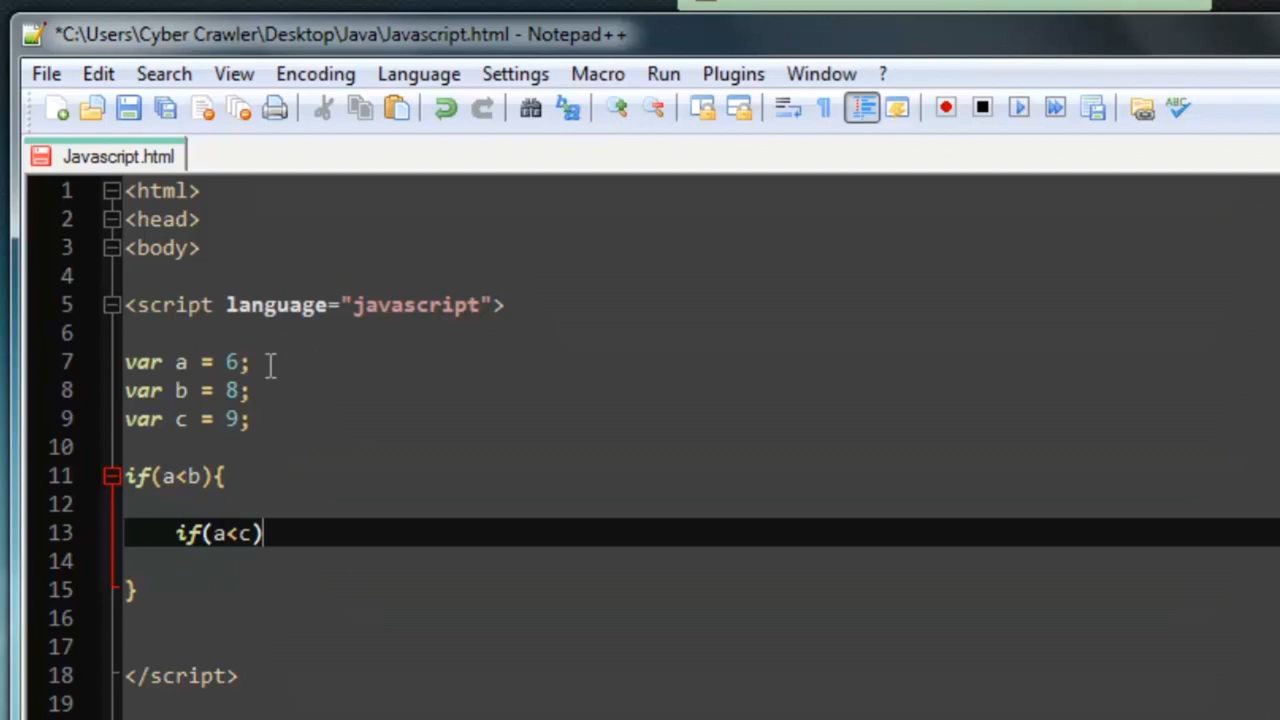 *C:\Users\Cyber Crawler\Desktop\Java\Javascript.html - Notepad++
File Edit Search View Encoding Language Settings Macro Run Plugins Window ?
Javascript.html
1 <html>
2 <head>
3 <body>
4
5 <script language="javascript">
6
7 var a = 6;
8 var b = 8;
9 var c = 9;
10
11 if(a<b){
12
13 if(a<c)
14
15 }
16
17
18 </script>
19